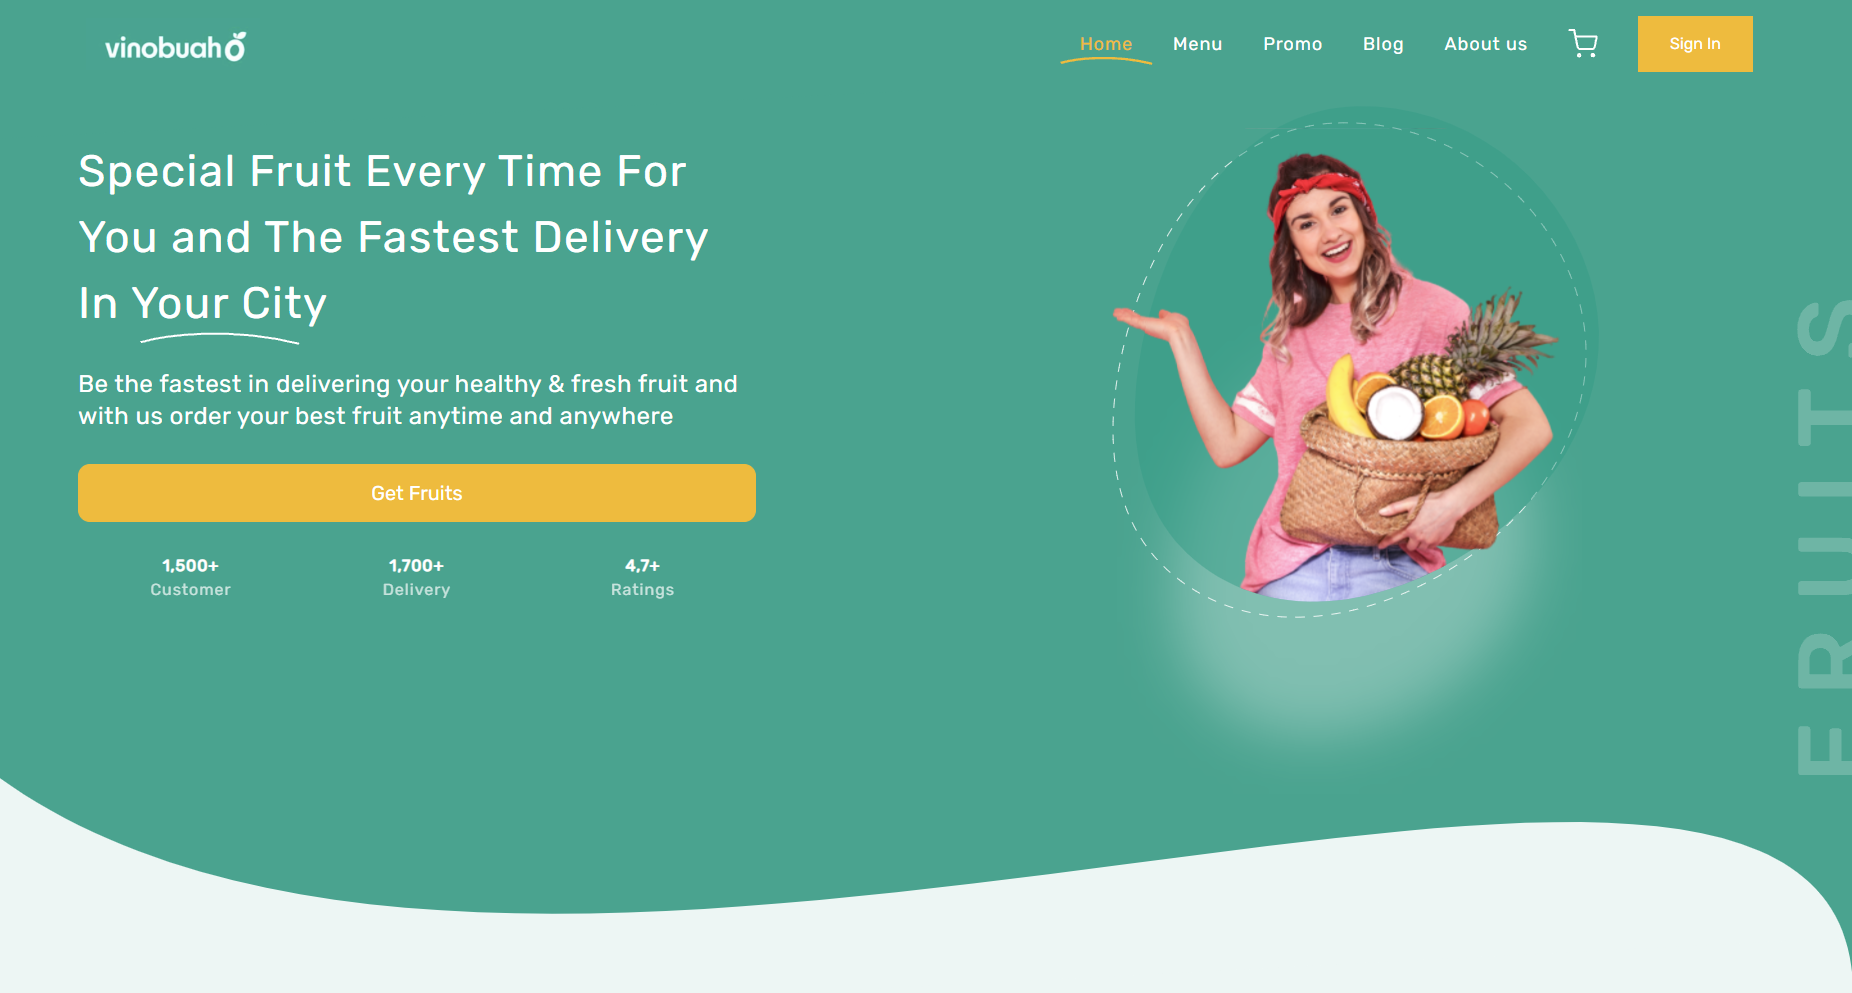 vinobuah
Home
Menu
Promo
Blog
About us
Sign In
Special Fruit Every Time For
You and The Fastest Delivery
In Your City
Be the fastest in delivering your healthy & fresh fruit and
with us order your best fruit anytime and anywhere
Get Fruits
1,500+
Customer
1,700+
Delivery
4,7+
Ratings
FRUITS